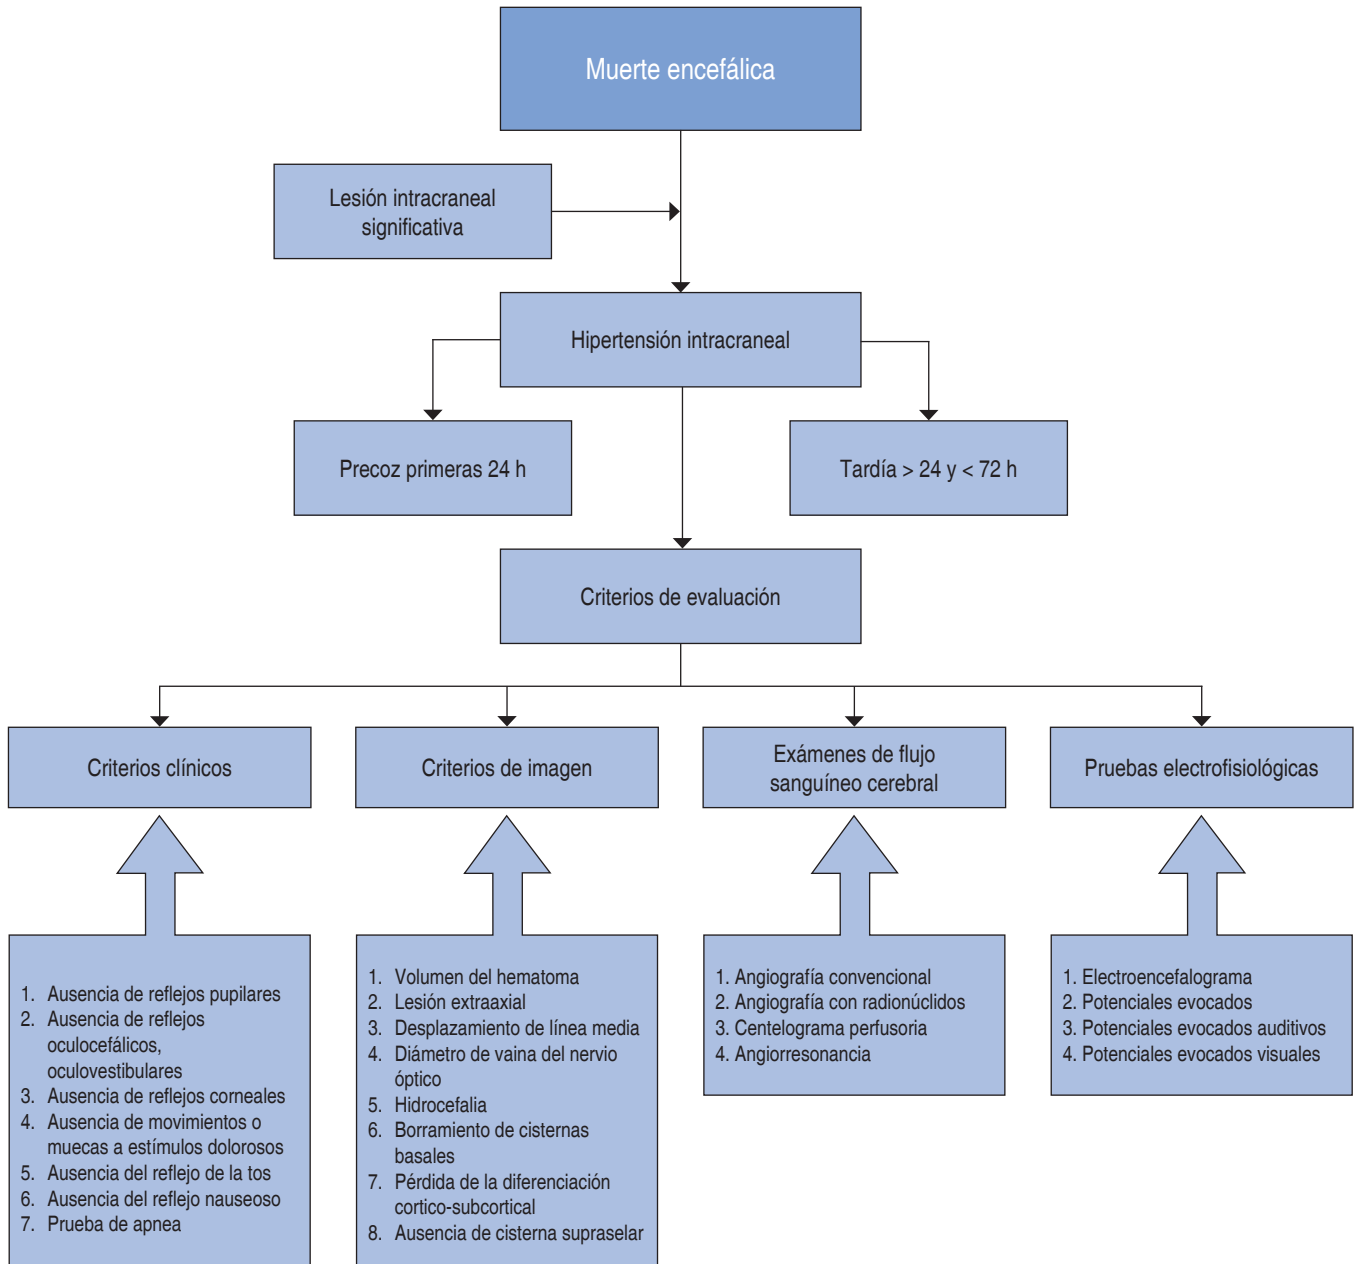 Muerte encefálica
Lesión intracraneal
significativa
Hipertensión intracraneal
Precoz primeras 24 h
Tardía > 24 y < 72 h
Criterios de evaluación
Criterios clínicos
Criterios de imagen
Exámenes de flujo
sanguíneo cerebral
Pruebas electrofisiológicas
1. Ausencia de reflejos pupilares
2. Ausencia de reflejos
oculocefálicos,
oculovestibulares
3. Ausencia de reflejos corneales
4. Ausencia de movimientos o
muecas a estímulos dolorosos
5. Ausencia del reflejo de la tos
6. Ausencia del reflejo nauseoso
7. Prueba de apnea
1. Volumen del hematoma
2. Lesión extraaxial
3. Desplazamiento de línea media
4. Diámetro de vaina del nervio
óptico
5. Hidrocefalia
6. Borramiento de cisternas
basales
7. Pérdida de la diferenciación
cortico-subcortical
8. Ausencia de cisterna supraselar
1. Angiografía convencional
2. Angiografía con radionúclidos
3. Centelograma perfusoria
4. Angiorresonancia
1. Electroencefalograma
2. Potenciales evocados
3. Potenciales evocados auditivos
4. Potenciales evocados visuales